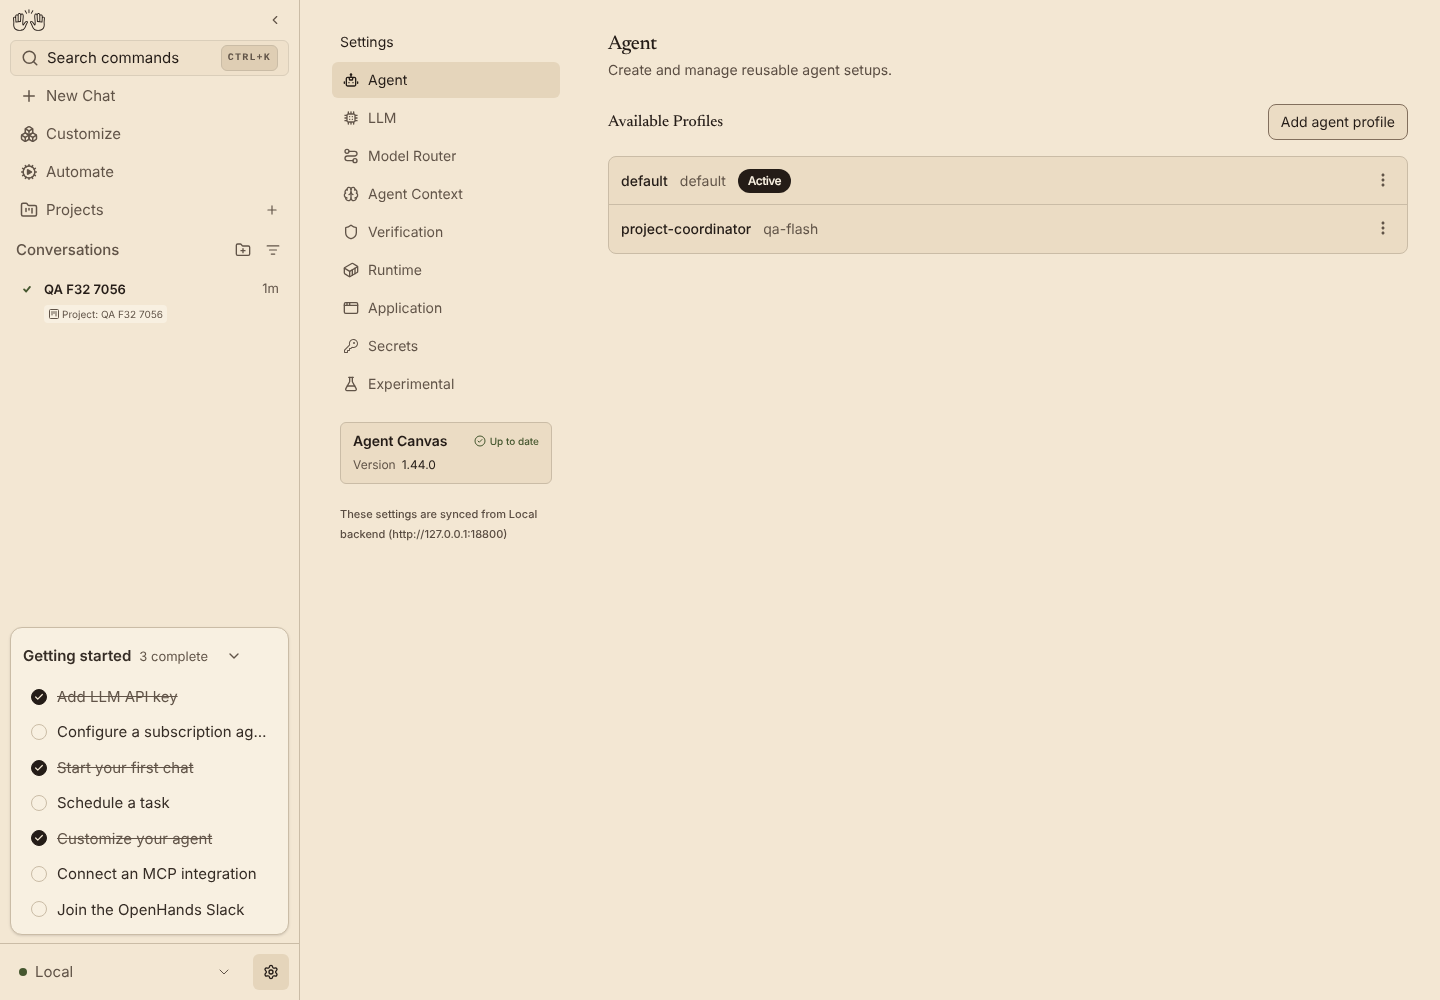 Search commands
CTRL+K
New Chat
Customize
Automate
Projects
Conversations
QA F32 7056
1m
Project: QA F32 7056
Getting started
3 complete
Add LLM API key
Configure a subscription ag...
Start your first chat
Schedule a task
Customize your agent
Connect an MCP integration
Join the OpenHands Slack
Local
Settings
Agent
LLM
Model Router
Agent Context
Verification
Runtime
Application
Secrets
Experimental
Agent Canvas
Up to date
Version 1.44.0
These settings are synced from Local
backend (http://127.0.0.1:18800)
Agent
Create and manage reusable agent setups.
Available Profiles
Add agent profile
default default Active
project-coordinator qa-flash